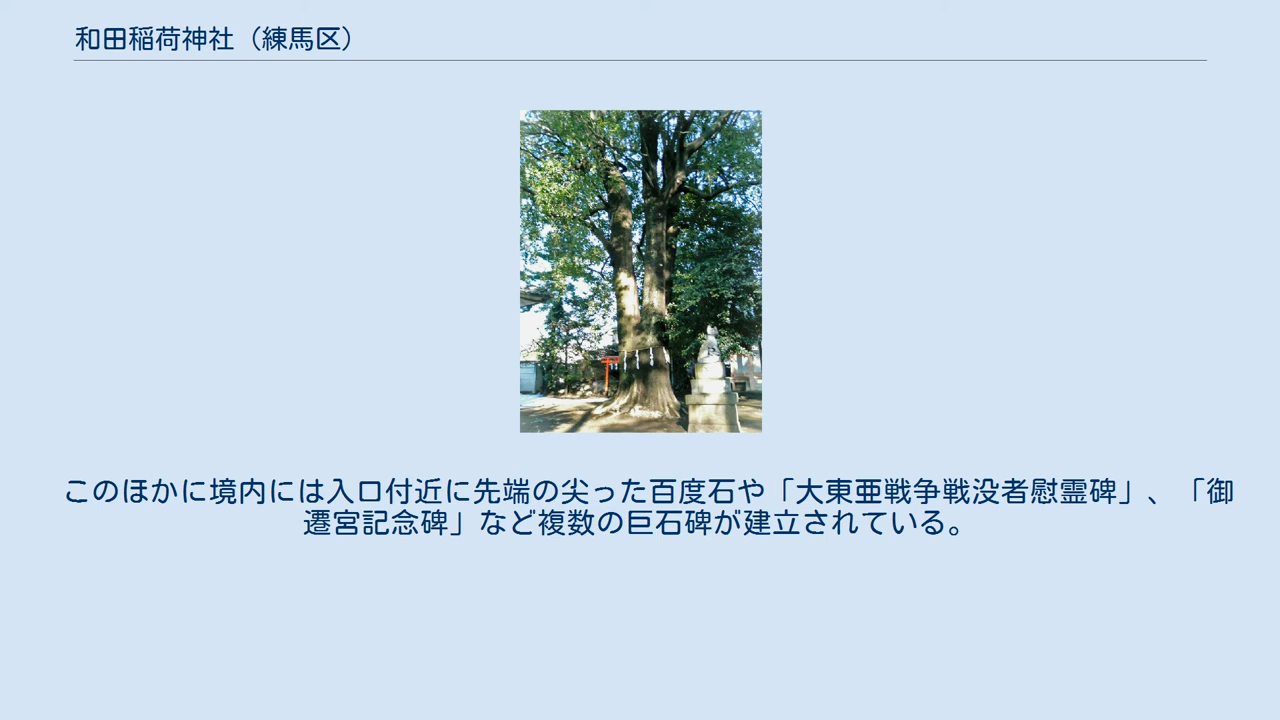 和田稲荷神社（練馬区）
このほかに境内には入口付近に先端の尖った百度石や「大東亜戦争戦没者慰霊碑」、「御
遷宮記念碑」など複数の巨石碑が建立されている。